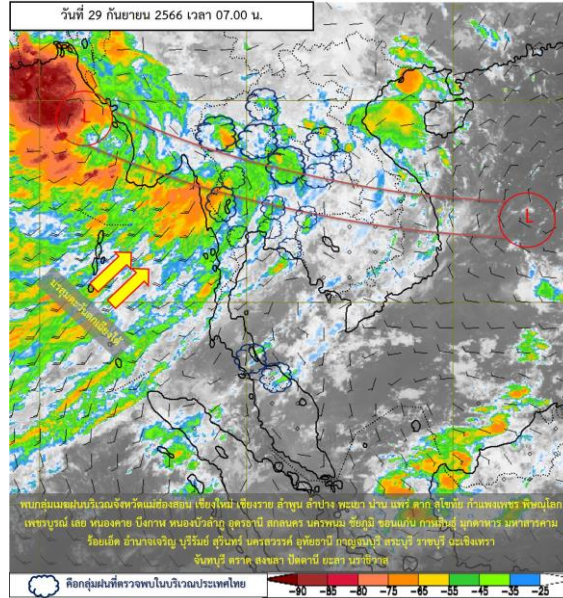 วันที่ 29 กันยายน 2566 เวลา 07.00 น.
L
L
มรสุมตะวันตกเฉียงใต้
พบกลุ่มเมฆฝนบริเวณจังหวัดแม่ฮ่องสอน เชียงใหม่ เชียงราย ลำพูน ลำปาง พะเยา น่าน แพร่ ตาก สุโขทัย กำแพงเพชร พิษณุโลก
เพชรบูรณ์ เลย หนองคาย บึงกาฬ หนองบัวลำภู อุดรธานี สกลนคร นครพนม ชัยภูมิ ขอนแก่น กาฬสินธุ์ มุกดาหาร มหาสารคาม
ร้อยเอ็ด อำนาจเจริญ บุรีรัมย์ สุรินทร์ นครสวรรค์ อุทัยธานี กาญจนบุรี สระบุรี ราชบุรี ฉะเชิงเทรา
จันทบุรี ตราด สงขลา ปัตตานี ยะลา นราธิวาส
คือกลุ่มฝนที่ตรวจพบในบริเวณประเทศไทย
-90 -85 -80 -75 -65 -55 -45 -35 -25